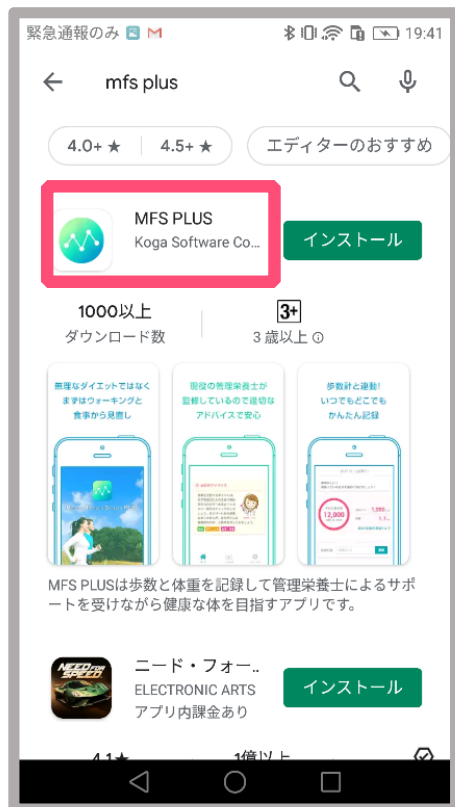 緊急通報のみ 19:41
mfs plus
4.0+ ★ 4.5+ ★ エディターのおすすめ
MFS PLUS
Koga Software Co...
インストール
1000以上
ダウンロード数
3+
3 歳以上
無理なダイエットではなく
まずはウォーキングと
食事から見直し
現役の管理栄養士が
監修しているので適切な
アドバイスで安心
歩数計と連動!
いつでもどこでも
かんたん記録
12,000
MFS PLUSは歩数と体重を記録して管理栄養士によるサポ
ートを受けながら健康な体を目指すアプリです。
NEED FOR
SPEED
ニード・フォー..
ELECTRONIC ARTS
アプリ内課金あり
インストール
4.1★ 1億以上